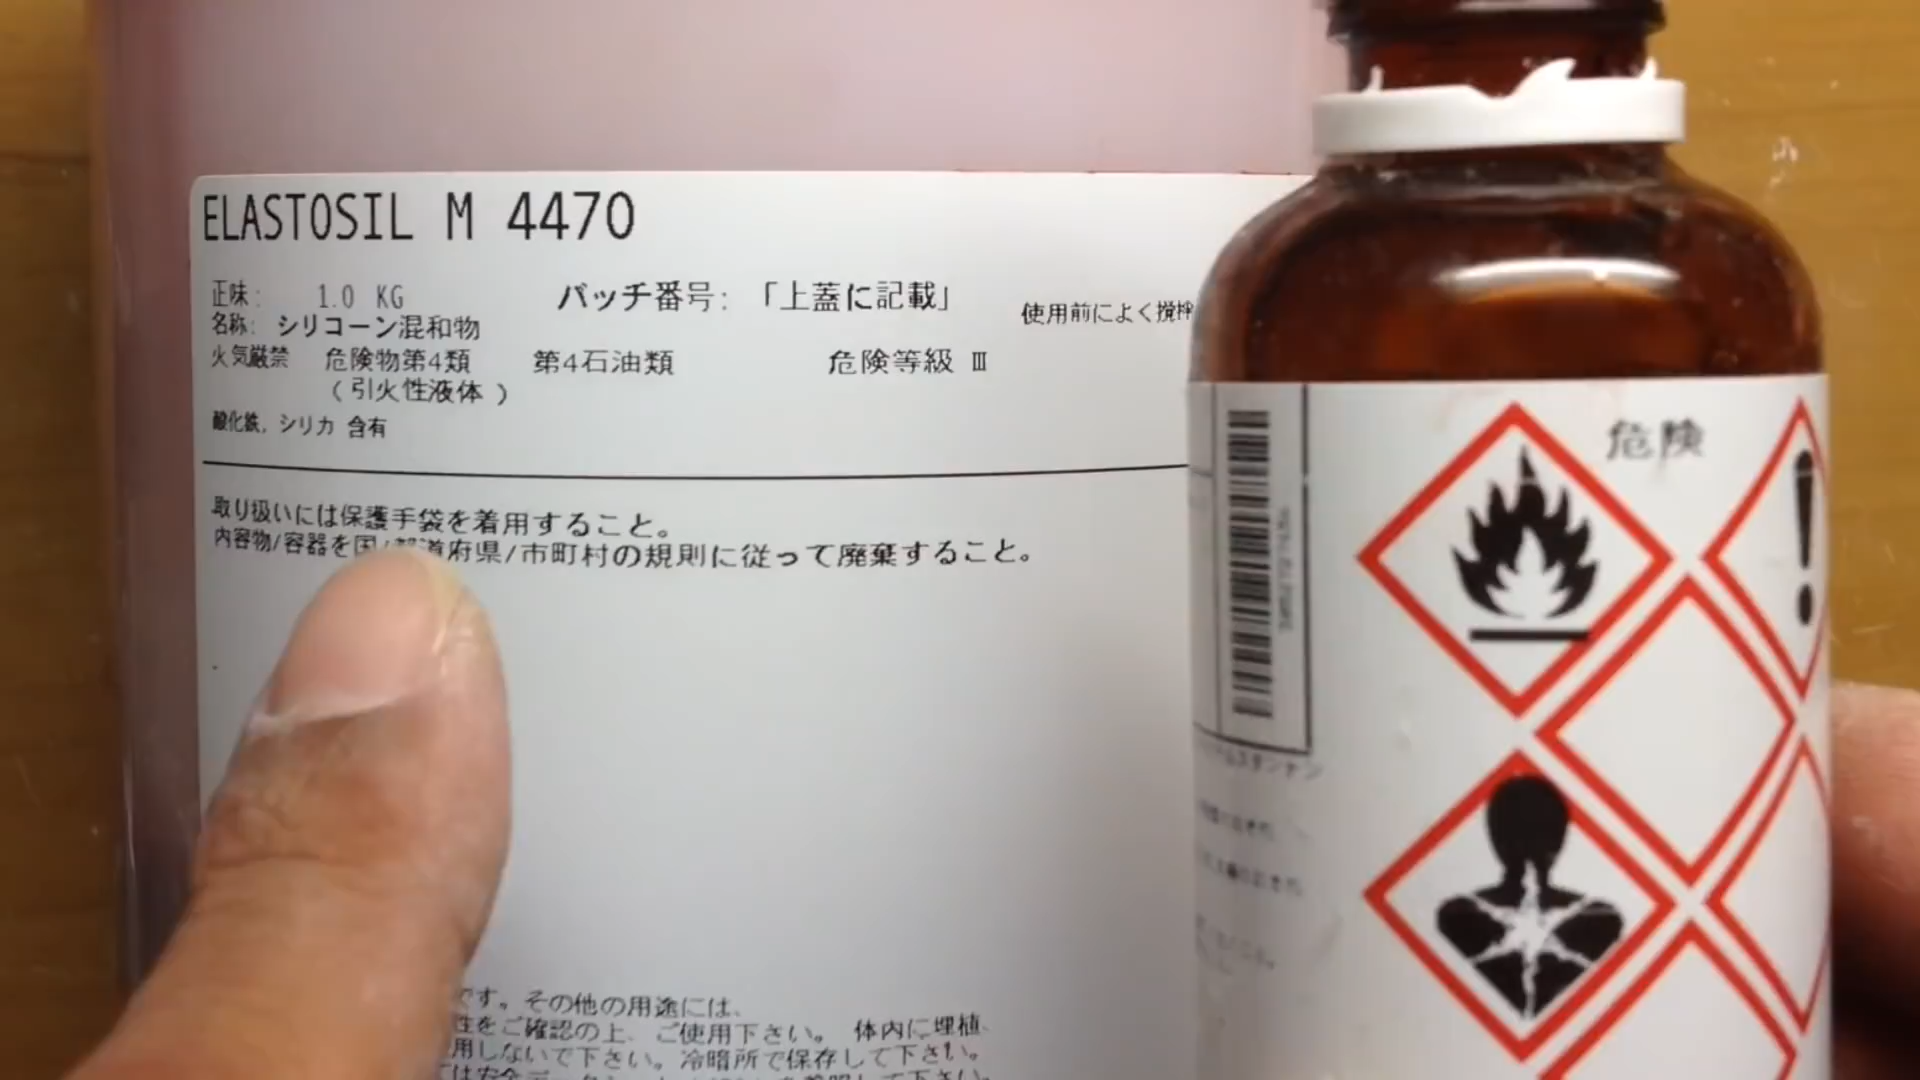 ELASTOSIL M 4470
正味: 1.0 KG バッチ番号: 「上蓋に記載」
使用前によく撹拌
名称: シリコーン混和物
火気厳禁 危険物第4類 第4石油類 危険等級 Ⅲ
(引火性液体)
酸化鉄, シリカ 含有
取り扱いには保護手袋を着用すること。
内容物/容器を国/都道府県/市町村の規則に従って廃棄すること。
です。その他の用途には、
性をご確認の上、ご使用下さい。 体内に埋植、
用しないで下さい。冷暗所で保存して下さい。
危険